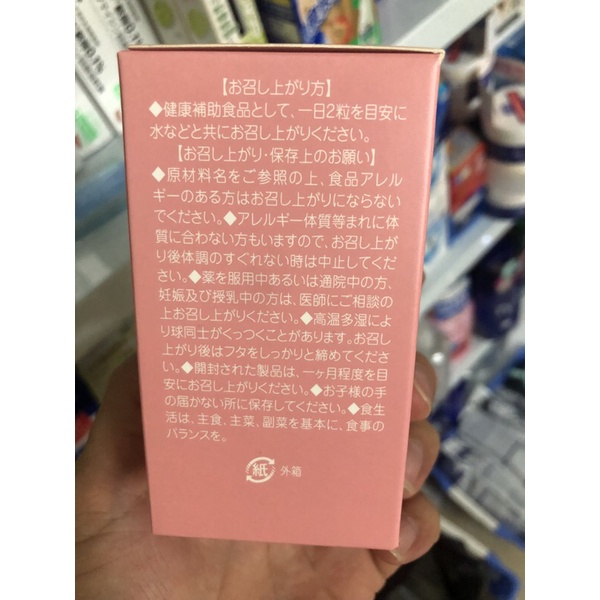 【お召し上がり方】
◆健康補助食品として、一日2粒を目安に
水などと共にお召し上がりください。
【お召し上がり・保存上のお願い】
◆原材料名をご参照の上、食品アレル
ギーのある方はお召し上がりにならない
でください。◆アレルギー体質等まれに体
質に合わない方もいますので、お召し上が
り後体調のすぐれない時は中止してくだ
さい。◆薬を服用中あるいは通院中の方、
妊娠及び授乳中の方は、医師にご相談の
上お召し上がりください。◆高温多湿によ
り球同士がくっつくことがあります。お召し
上がり後はフタをしっかりと締めてくださ
い。◆開封された製品は、一ヶ月程度を目
安にお召し上がりください。◆お子様の手
の届かない所に保存してください。◆食生
活は、主食、主菜、副菜を基本に、食事の
バランスを。
紙 外箱